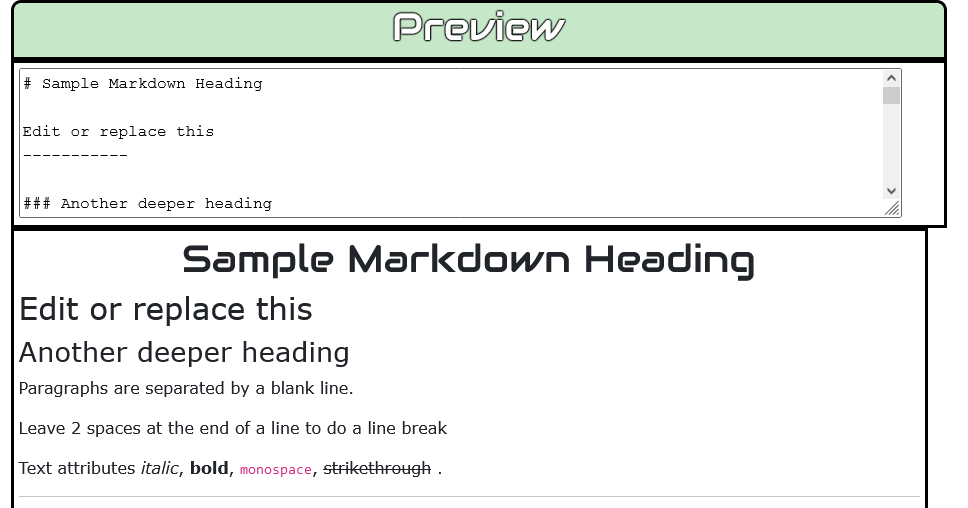 Preview
# Sample Markdown Heading
Edit or replace this
-----------
### Another deeper heading
Sample Markdown Heading
Edit or replace this
Another deeper heading
Paragraphs are separated by a blank line.
Leave 2 spaces at the end of a line to do a line break
Text attributes italic, bold, monospace, strikethrough .